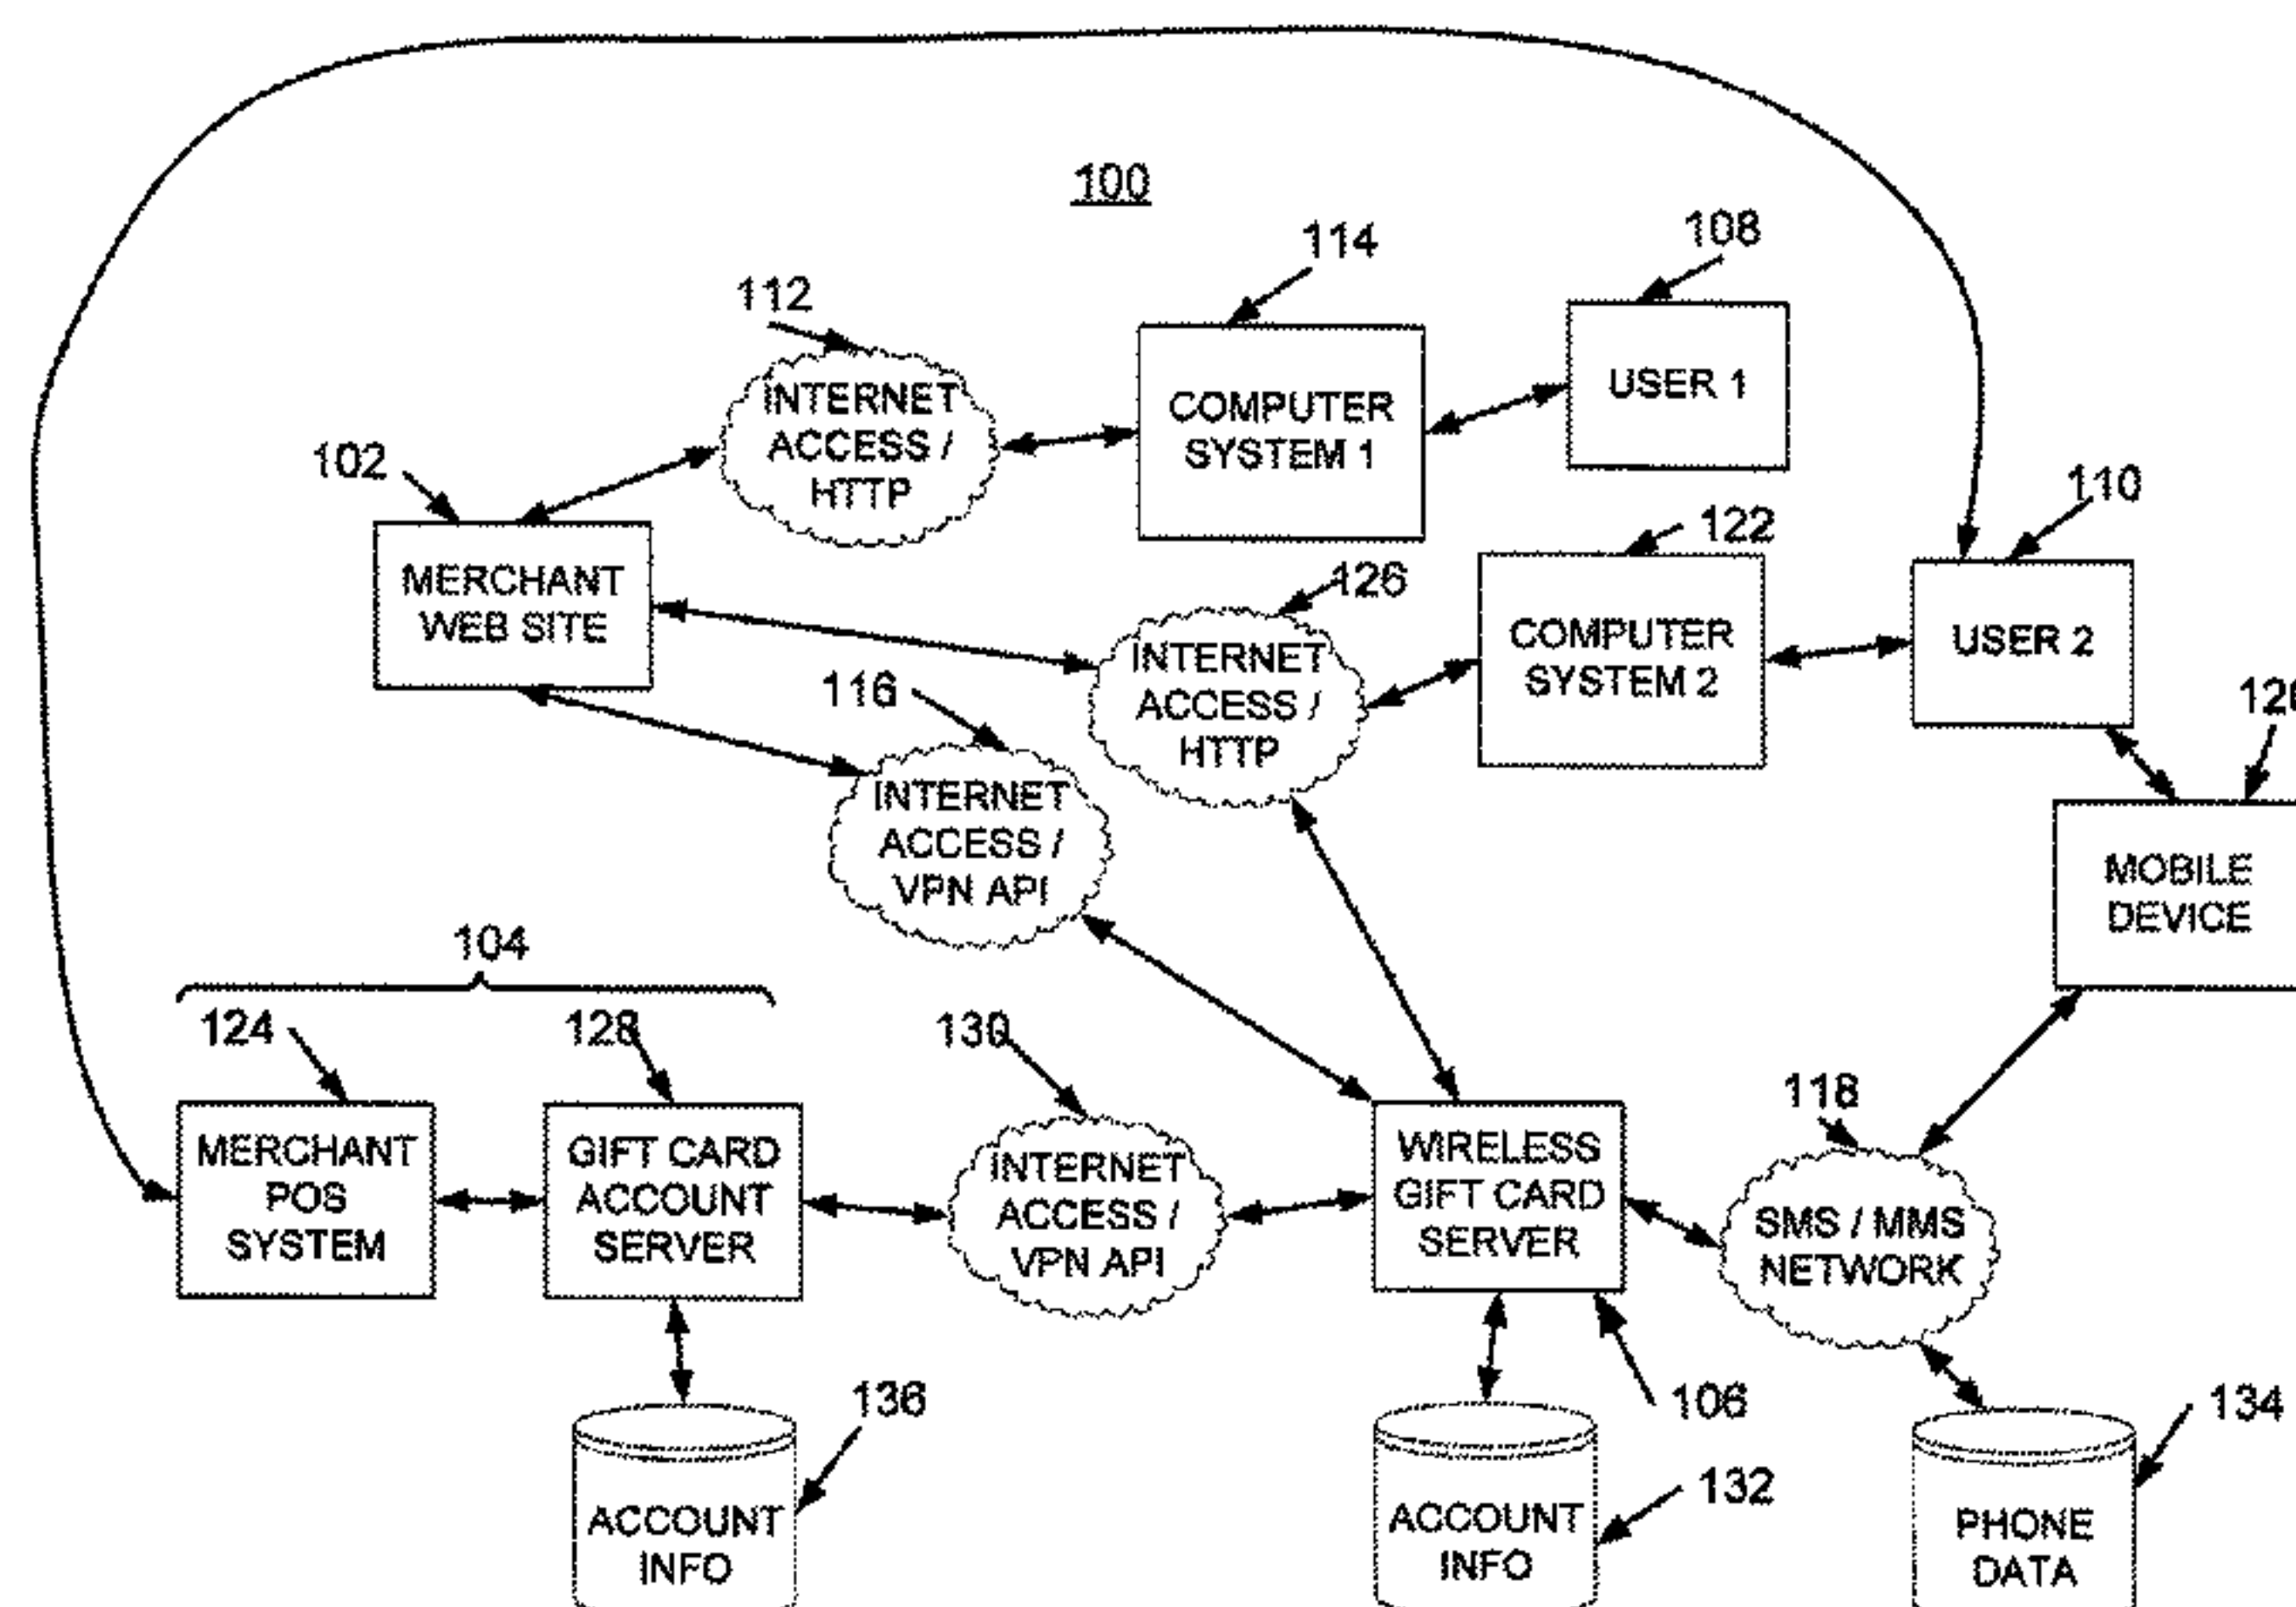 100
108
114
112
USER 1
INTERNET
ACCESS /
HTTP
COMPUTER
SYSTEM 1
102
110
122
126
MERCHANT
WEB SITE
COMPUTER
SYSTEM 2
USER 2
INTERNET
ACCESS /
HTTP
116
INTERNET
ACCESS /
VPN API
MOBILE
DEVICE
104
124
128
130
118
MERCHANT
POS
SYSTEM
GIFT CARD
ACCOUNT
SERVER
INTERNET
ACCESS /
VPN API
WIRELESS
GIFT CARD
SERVER
SMS / MMS
NETWORK
136
106
134
132
ACCOUNT
INFO
ACCOUNT
INFO
PHONE
DATA